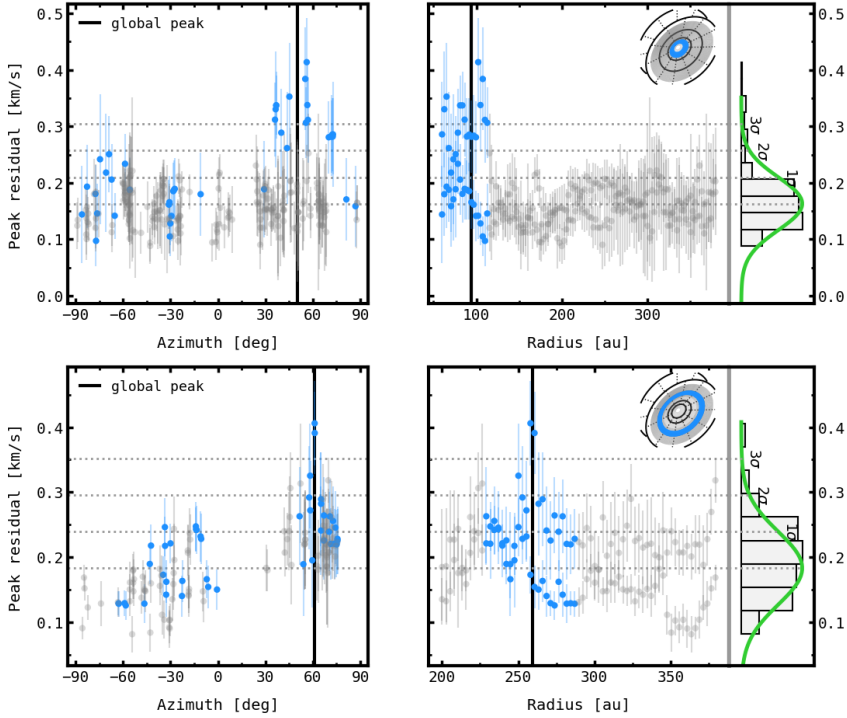 0.5
0.4
0.3
0.2
0.1
0.0
Peak residual [km/s]
global peak
−90 −60 −30 0 30 60 90
Azimuth [deg]
100 200 300
Radius [au]
3σ
2σ
1σ
0.5
0.4
0.3
0.2
0.1
0.0
0.4
0.3
0.2
0.1
Peak residual [km/s]
global peak
−90 −60 −30 0 30 60 90
Azimuth [deg]
200 250 300 350
Radius [au]
3σ
2σ
1σ
0.4
0.3
0.2
0.1